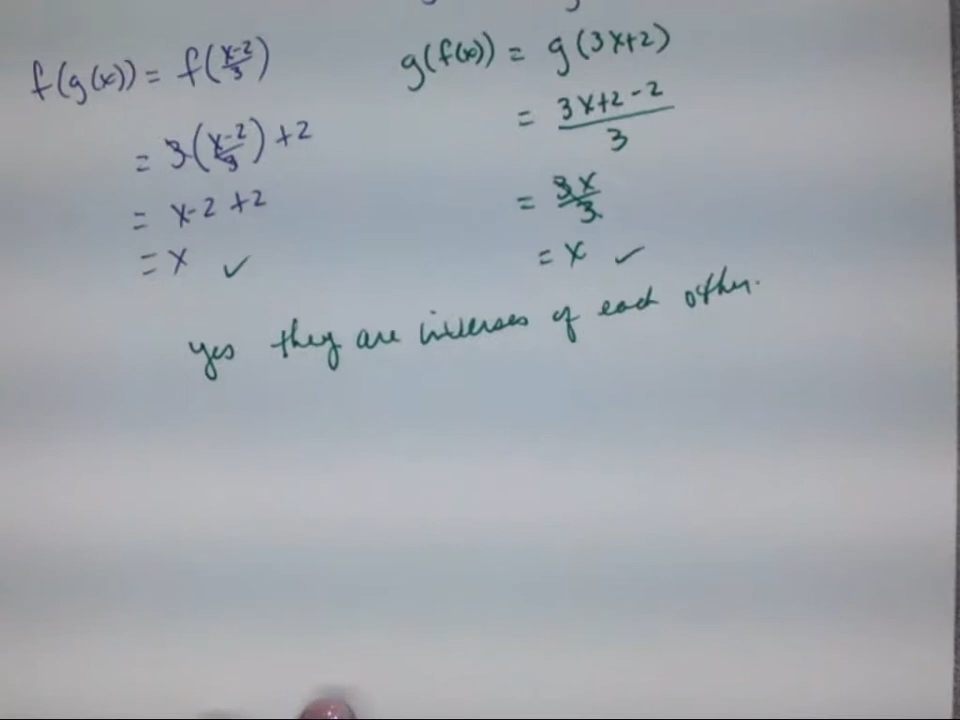 f(g(x)) = f(x-2/3)
= 3(x-2/3) + 2
= x-2 +2
= x ✓
g(f(x)) = g(3x+2)
= 3x+2-2/3
= 3x/3
= x ✓
yes they are inverses of each other.